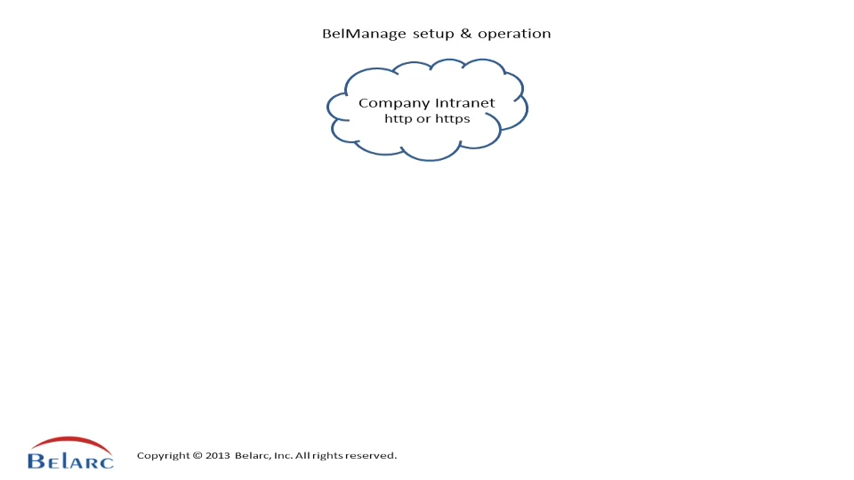 BelManage setup & operation
Company Intranet
http or https
BELARC
Copyright © 2013 Belarc, Inc. All rights reserved.